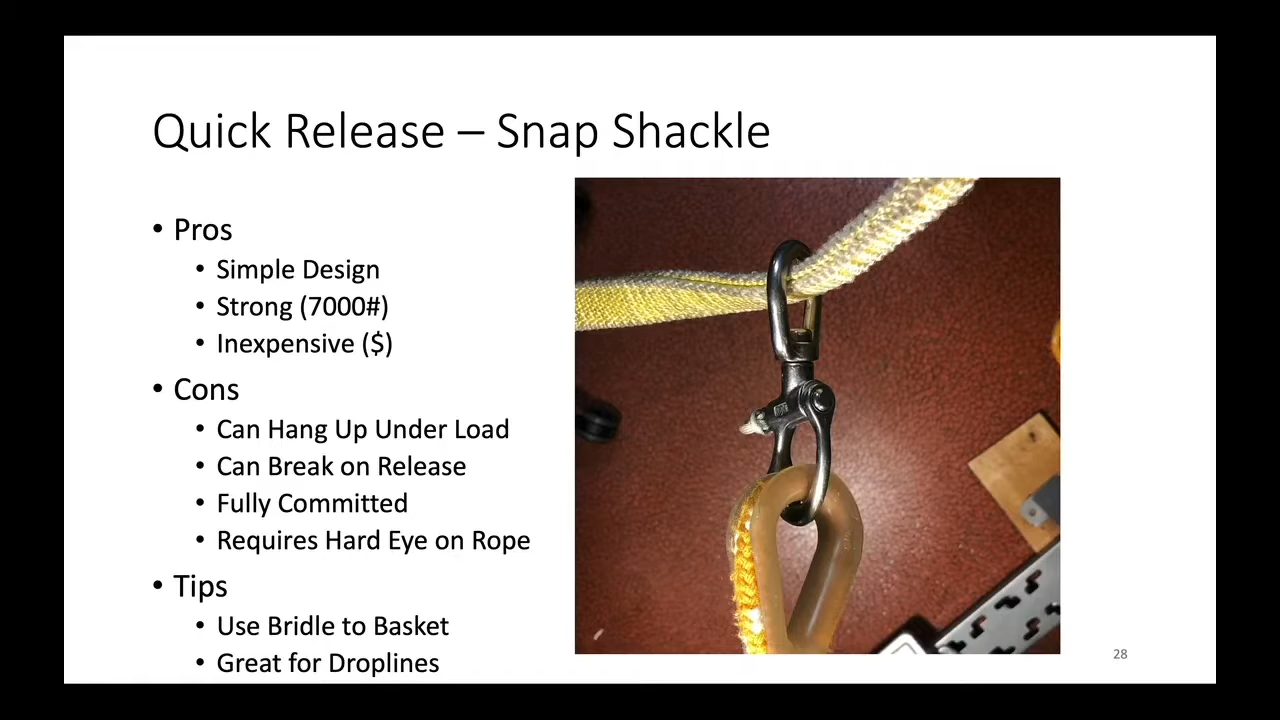 Quick Release – Snap Shackle
• Pros
• Simple Design
• Strong (7000#)
• Inexpensive ($)
• Cons
• Can Hang Up Under Load
• Can Break on Release
• Fully Committed
• Requires Hard Eye on Rope
• Tips
• Use Bridle to Basket
• Great for Droplines
28